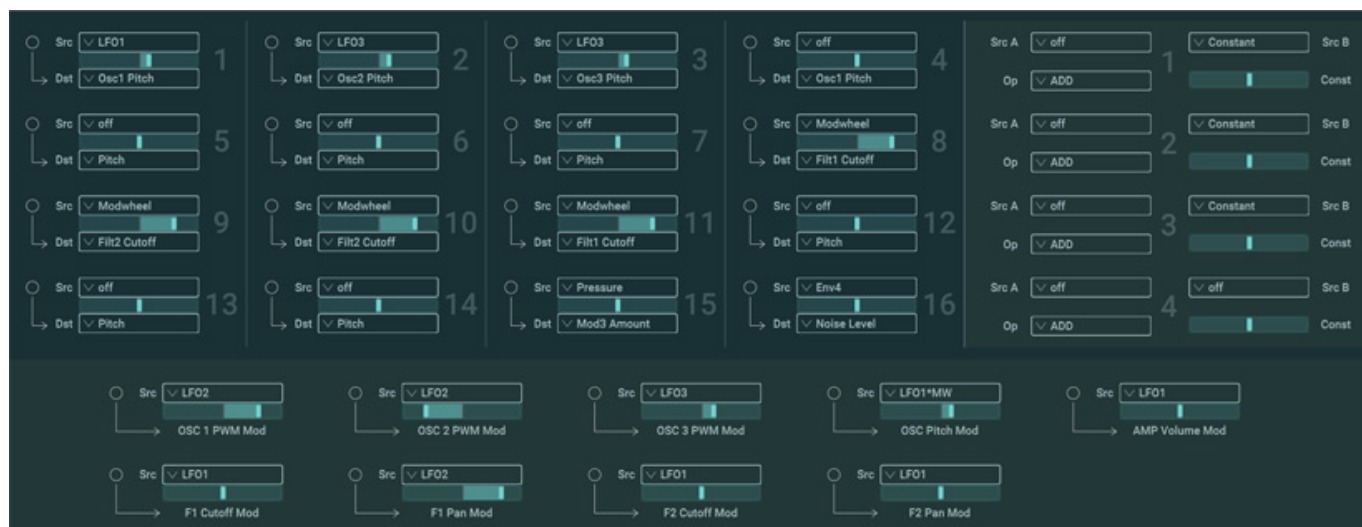 Src LFO1 Src LFO3 Src LFO3 Src off Src A off Constant Src B
1 2 3 4 1
Dst Osc1 Pitch Dst Osc2 Pitch Dst Osc3 Pitch Dst Osc1 Pitch Op ADD Const
Src off Src off Src off Src Modwheel Src A off Constant Src B
5 6 7 8 2
Dst Pitch Dst Pitch Dst Pitch Dst Filt1 Cutoff Op ADD Const
Src Modwheel Src Modwheel Src Modwheel Src off Src A off Constant Src B
9 10 11 12 3
Dst Filt2 Cutoff Dst Filt2 Cutoff Dst Filt1 Cutoff Dst Pitch Op ADD Const
Src off Src off Src Pressure Src Env4 Src A off off Src B
13 14 15 16 4
Dst Pitch Dst Pitch Dst Mod3 Amount Dst Noise Level Op ADD Const
Src LFO2 Src LFO2 Src LFO3 Src LFO1*MW Src LFO1
OSC 1 PWM Mod OSC 2 PWM Mod OSC 3 PWM Mod OSC Pitch Mod AMP Volume Mod
Src LFO1 Src LFO2 Src LFO1 Src LFO1
F1 Cutoff Mod F1 Pan Mod F2 Cutoff Mod F2 Pan Mod